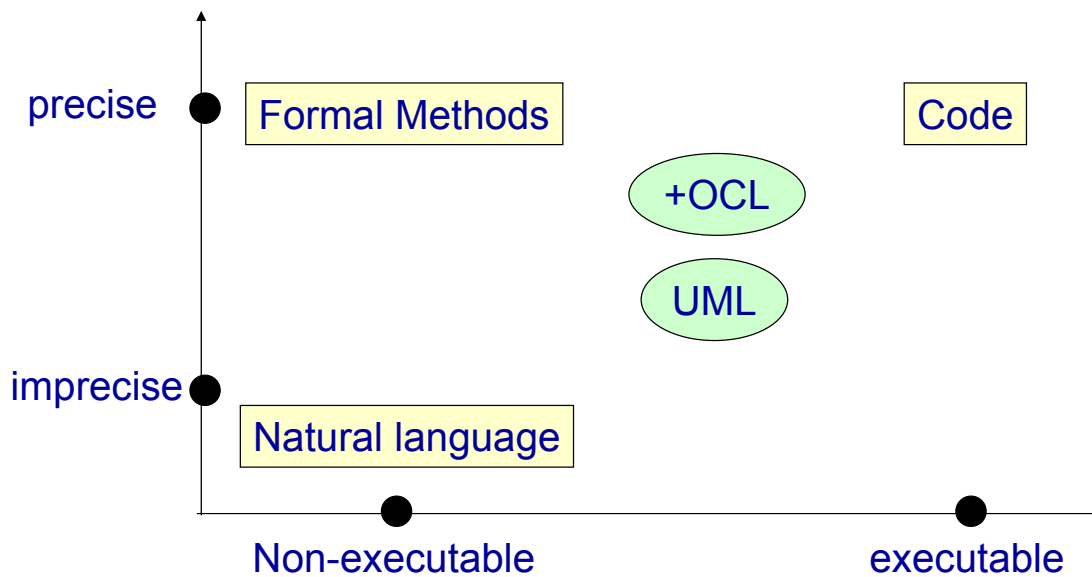 precise
Formal Methods
Code
+OCL
UML
imprecise
Natural language
Non-executable
executable